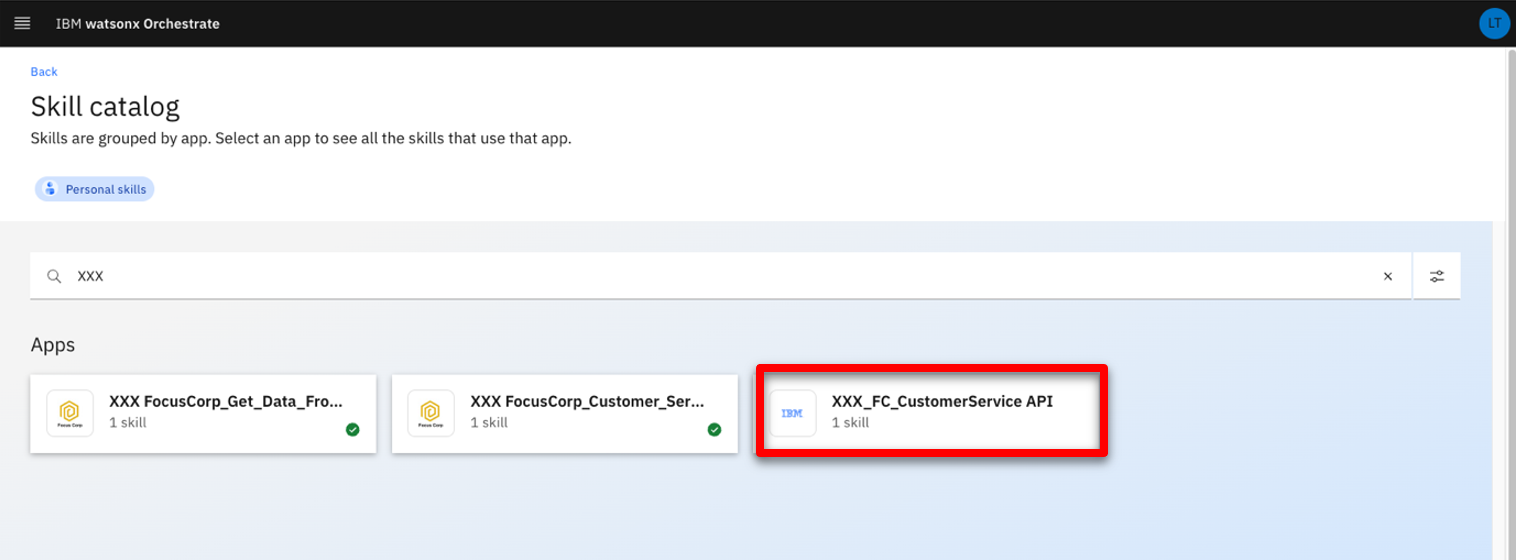 IBM watsonx Orchestrate
LT
Back
Skill catalog
Skills are grouped by app. Select an app to see all the skills that use that app.
Personal skills
XXX
Apps
Focus Corp
XXX FocusCorp_Get_Data_Fro...
1 skill
Focus Corp
XXX FocusCorp_Customer_Ser...
1 skill
IBM
XXX_FC_CustomerService API
1 skill